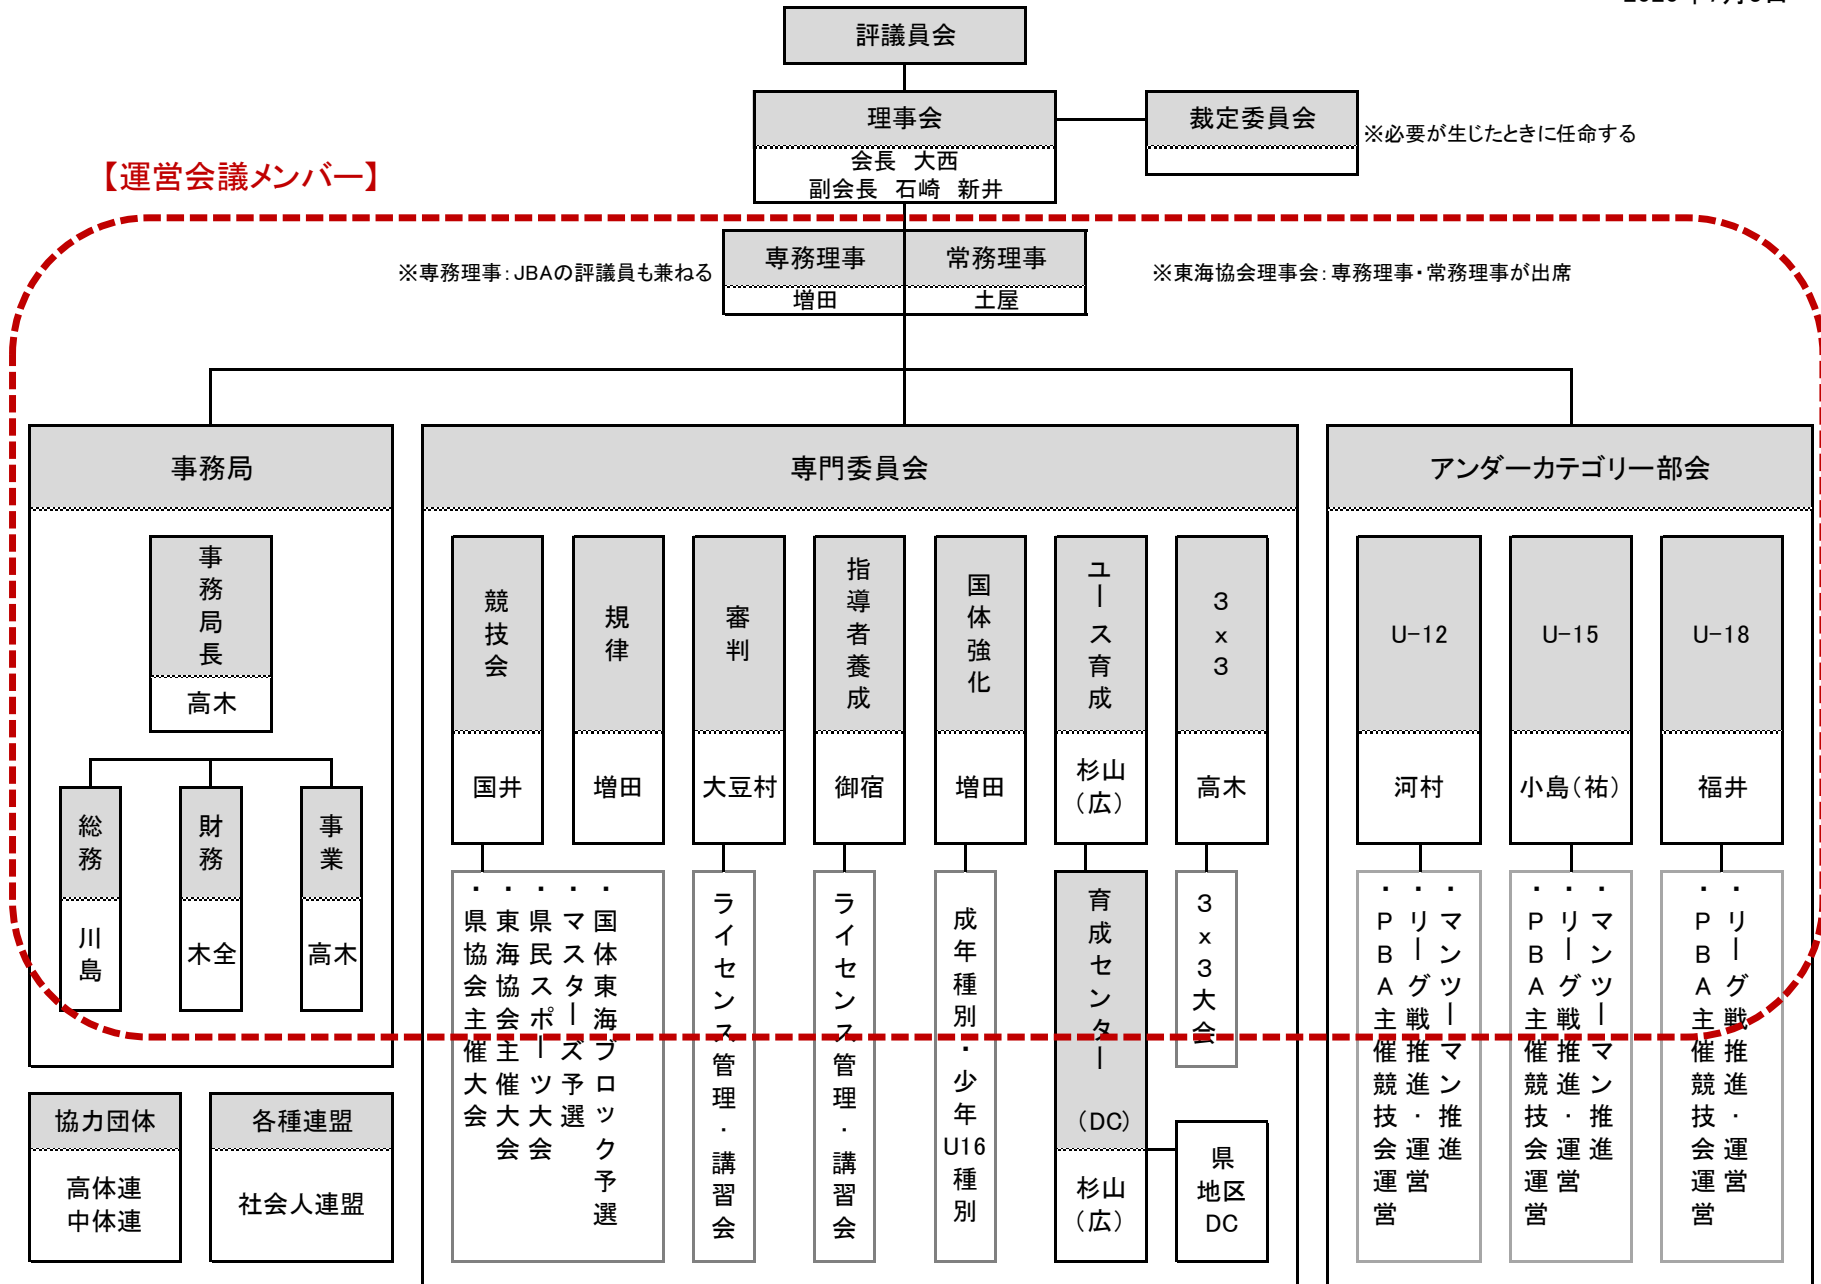 評議員会
理事会
会長 大西
副会長 石崎 新井
裁定委員会
※必要が生じたときに任命する
【運営会議メンバー】
※専務理事：JBAの評議員も兼ねる
専務理事
増田
常務理事
土屋
※東海協会理事会：専務理事・常務理事が出席
事務局
事務局長
高木
総務
川島
財務
木全
事業
高木
専門委員会
競技会
国井
規律
増田
審判
大豆村
指導者養成
御宿
国体強化
増田
ユース育成
杉山
（広）
3x3
高木
・国体東海ブロック予選
・マスターズ予選
・県民スポーツ大会
・東海協会主催大会
・県協会主催大会
ライセンス管理・講習会
ライセンス管理・講習会
成年種別・少年U16種別
育成センター
（DC）
杉山
（広）
県
地区
DC
3x3大会
アンダーカテゴリー部会
U-12
河村
U-15
小島（祐）
U-18
福井
・マンツーマン推進
・リーグ戦推進・運営
・PBA主催競技会運営
・マンツーマン推進
・リーグ戦推進・運営
・PBA主催競技会運営
・リーグ戦推進・運営
・PBA主催競技会運営
協力団体
高体連
中体連
各種連盟
社会人連盟